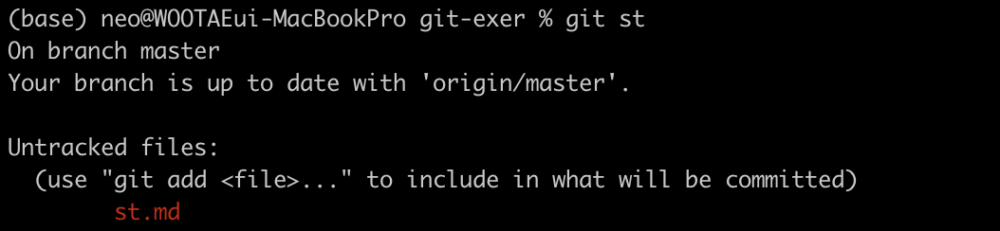 (base) neo@WOOTAEui-MacBookPro git-exer % git st
On branch master
Your branch is up to date with 'origin/master'.

Untracked files:
  (use "git add <file>..." to include in what will be committed)
        st.md